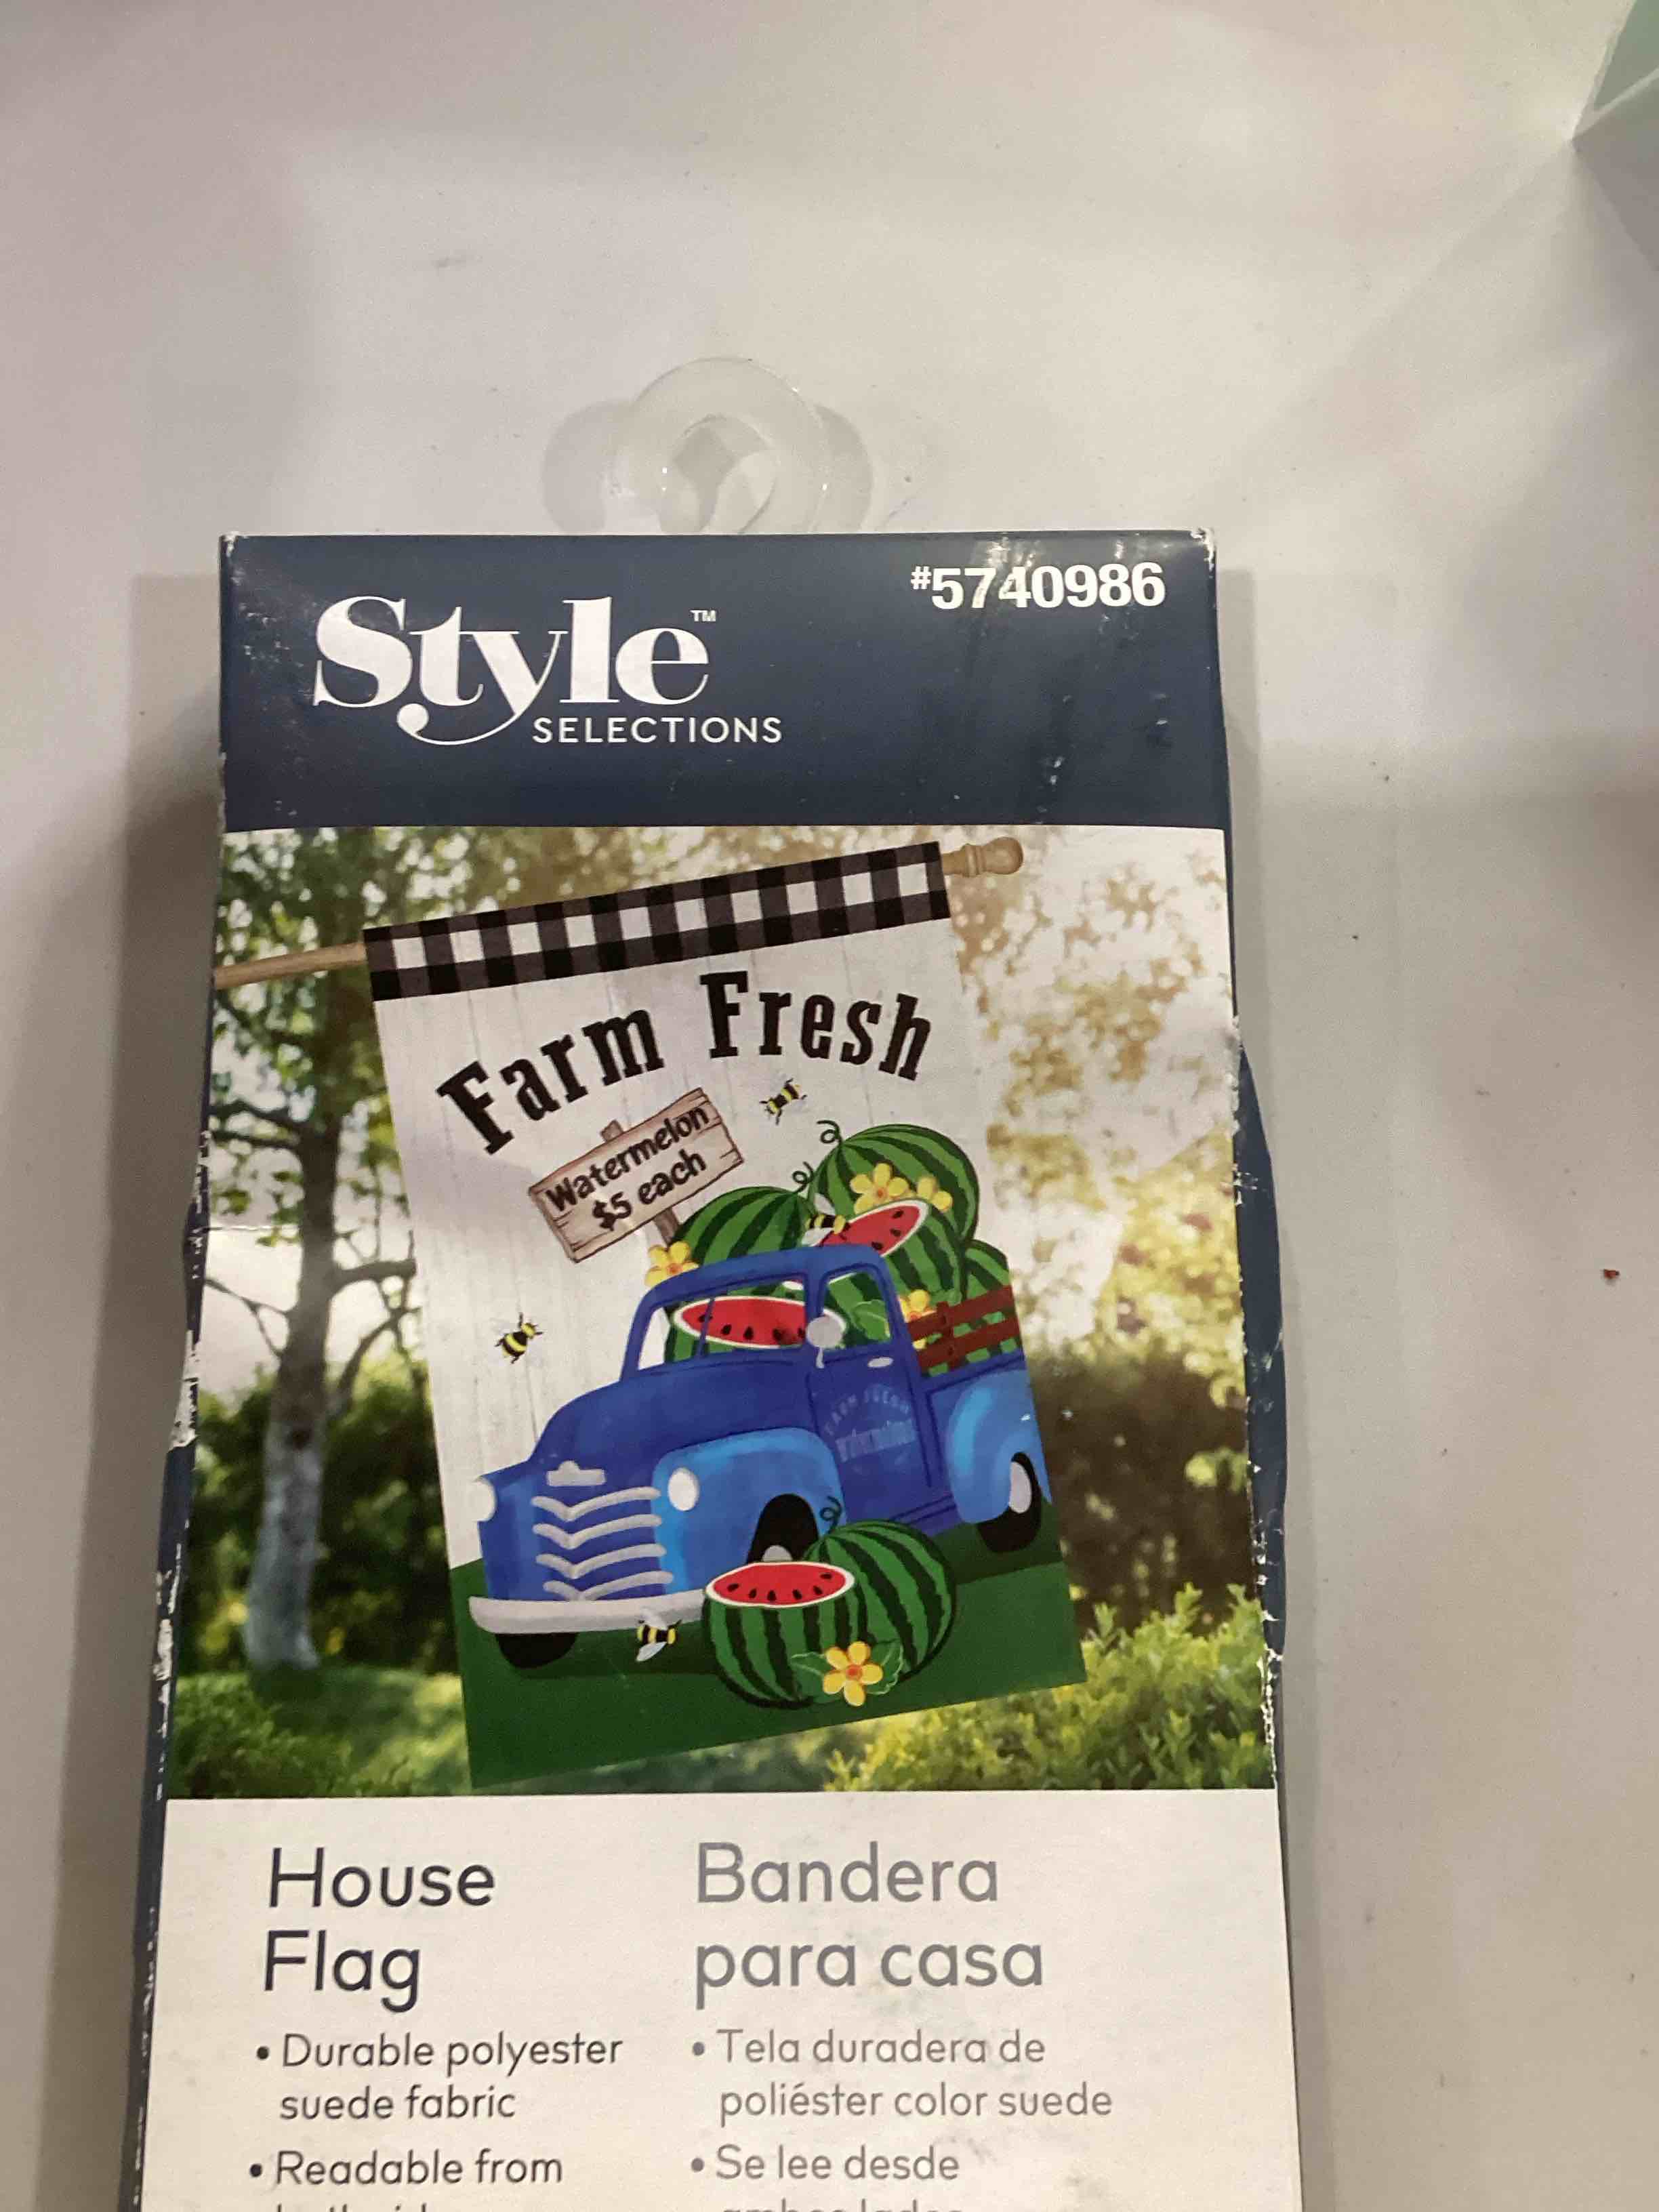 Style™
SELECTIONS
#5740986
Farm Fresh
Watermelon
$5 each
House
Flag
• Durable polyester
suede fabric
• Readable from
Bandera
para casa
• Tela duradera de
poliéster color suede
• Se lee desde